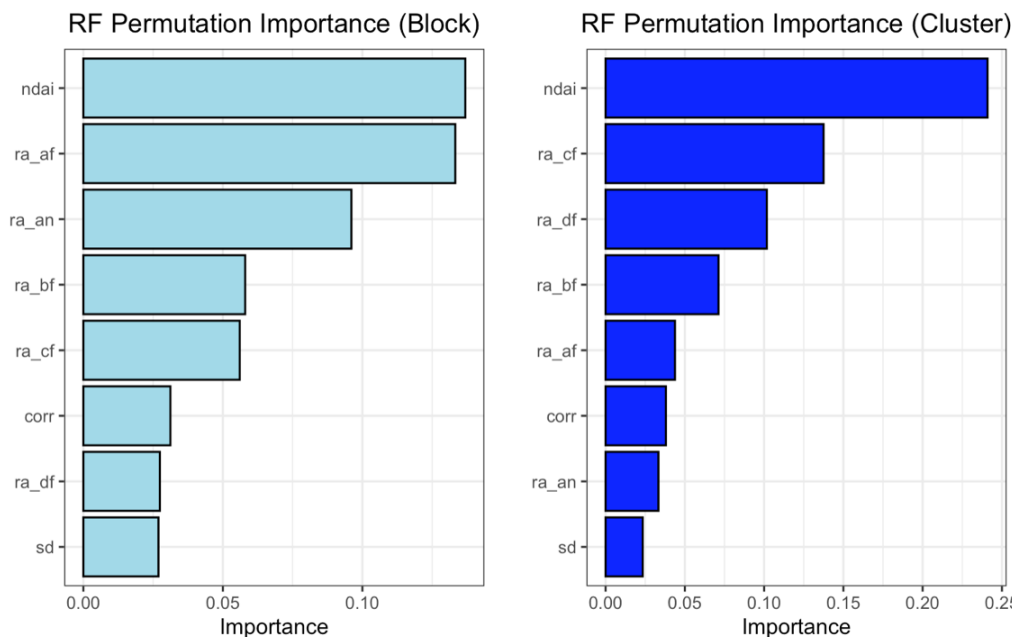 RF Permutation Importance (Block)
ndai
ra_af
ra_an
ra_bf
ra_cf
corr
ra_df
sd
0.00 0.05 0.10
Importance
RF Permutation Importance (Cluster)
ndai
ra_cf
ra_df
ra_bf
ra_af
corr
ra_an
sd
0.00 0.05 0.10 0.15 0.20 0.25
Importance